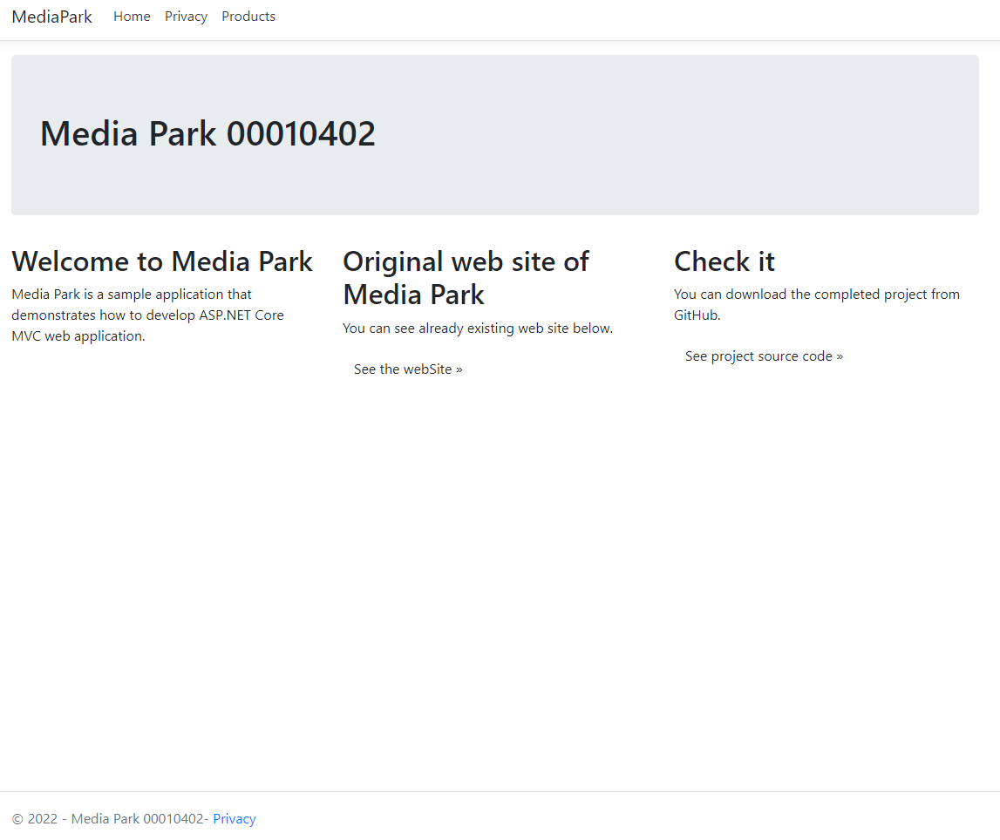 MediaPark Home Privacy Products
Media Park 00010402
Welcome to Media Park
Media Park is a sample application that
demonstrates how to develop ASP.NET Core
MVC web application.
Original web site of
Media Park
You can see already existing web site below.
See the webSite »
Check it
You can download the completed project from
GitHub.
See project source code »
© 2022 - Media Park 00010402- Privacy